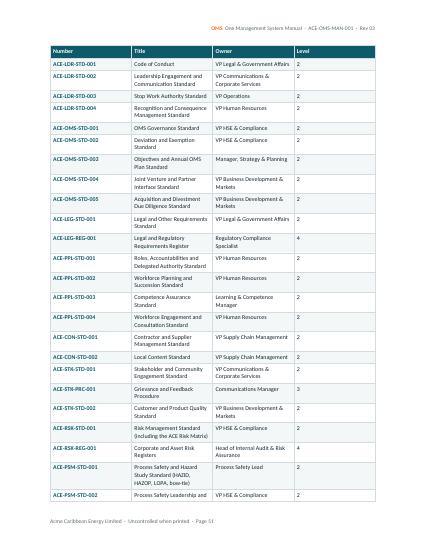 OMS One Management System Manual · ACE-OMS-MAN-001 · Rev 03
Number Title Owner Level
ACE-LDR-STD-001 Code of Conduct VP Legal & Government Affairs 2
ACE-LDR-STD-002 Leadership Engagement and VP Communications & 2
Communication Standard Corporate Services
ACE-LDR-STD-003 Stop Work Authority Standard VP Operations 2
ACE-LDR-STD-004 Recognition and Consequence VP Human Resources 2
Management Standard
ACE-OMS-STD-001 OMS Governance Standard VP HSE & Compliance 2
ACE-OMS-STD-002 Deviation and Exemption VP HSE & Compliance 2
Standard
ACE-OMS-STD-003 Objectives and Annual OMS Manager, Strategy & Planning 2
Plan Standard
ACE-OMS-STD-004 Joint Venture and Partner VP Business Development & 2
Interface Standard Markets
ACE-OMS-STD-005 Acquisition and Divestment VP Business Development & 2
Due Diligence Standard Markets
ACE-LEG-STD-001 Legal and Other Requirements VP Legal & Government Affairs 2
Standard
ACE-LEG-REG-001 Legal and Regulatory Regulatory Compliance 4
Requirements Register Specialist
ACE-PPL-STD-001 Roles, Accountabilities and VP Human Resources 2
Delegated Authority Standard
ACE-PPL-STD-002 Workforce Planning and VP Human Resources 2
Succession Standard
ACE-PPL-STD-003 Competence Assurance Learning & Competence 2
Standard Manager
ACE-PPL-STD-004 Workforce Engagement and VP Human Resources 2
Consultation Standard
ACE-CON-STD-001 Contractor and Supplier VP Supply Chain Management 2
Management Standard
ACE-CON-STD-002 Local Content Standard VP Supply Chain Management 2
ACE-STK-STD-001 Stakeholder and Community VP Communications & 2
Engagement Standard Corporate Services
ACE-STK-PRC-001 Grievance and Feedback Communications Manager 3
Procedure
ACE-STK-STD-002 Customer and Product Quality VP Business Development & 2
Standard Markets
ACE-RSK-STD-001 Risk Management Standard VP HSE & Compliance 2
(including the ACE Risk Matrix)
ACE-RSK-REG-001 Corporate and Asset Risk Head of Internal Audit & Risk 4
Registers Assurance
ACE-PSM-STD-001 Process Safety and Hazard Process Safety Lead 2
Study Standard (HAZID,
HAZOP, LOPA, bow-tie)
ACE-PSM-STD-002 Process Safety Leadership and VP HSE & Compliance 2
Acme Caribbean Energy Limited · Uncontrolled when printed · Page 51